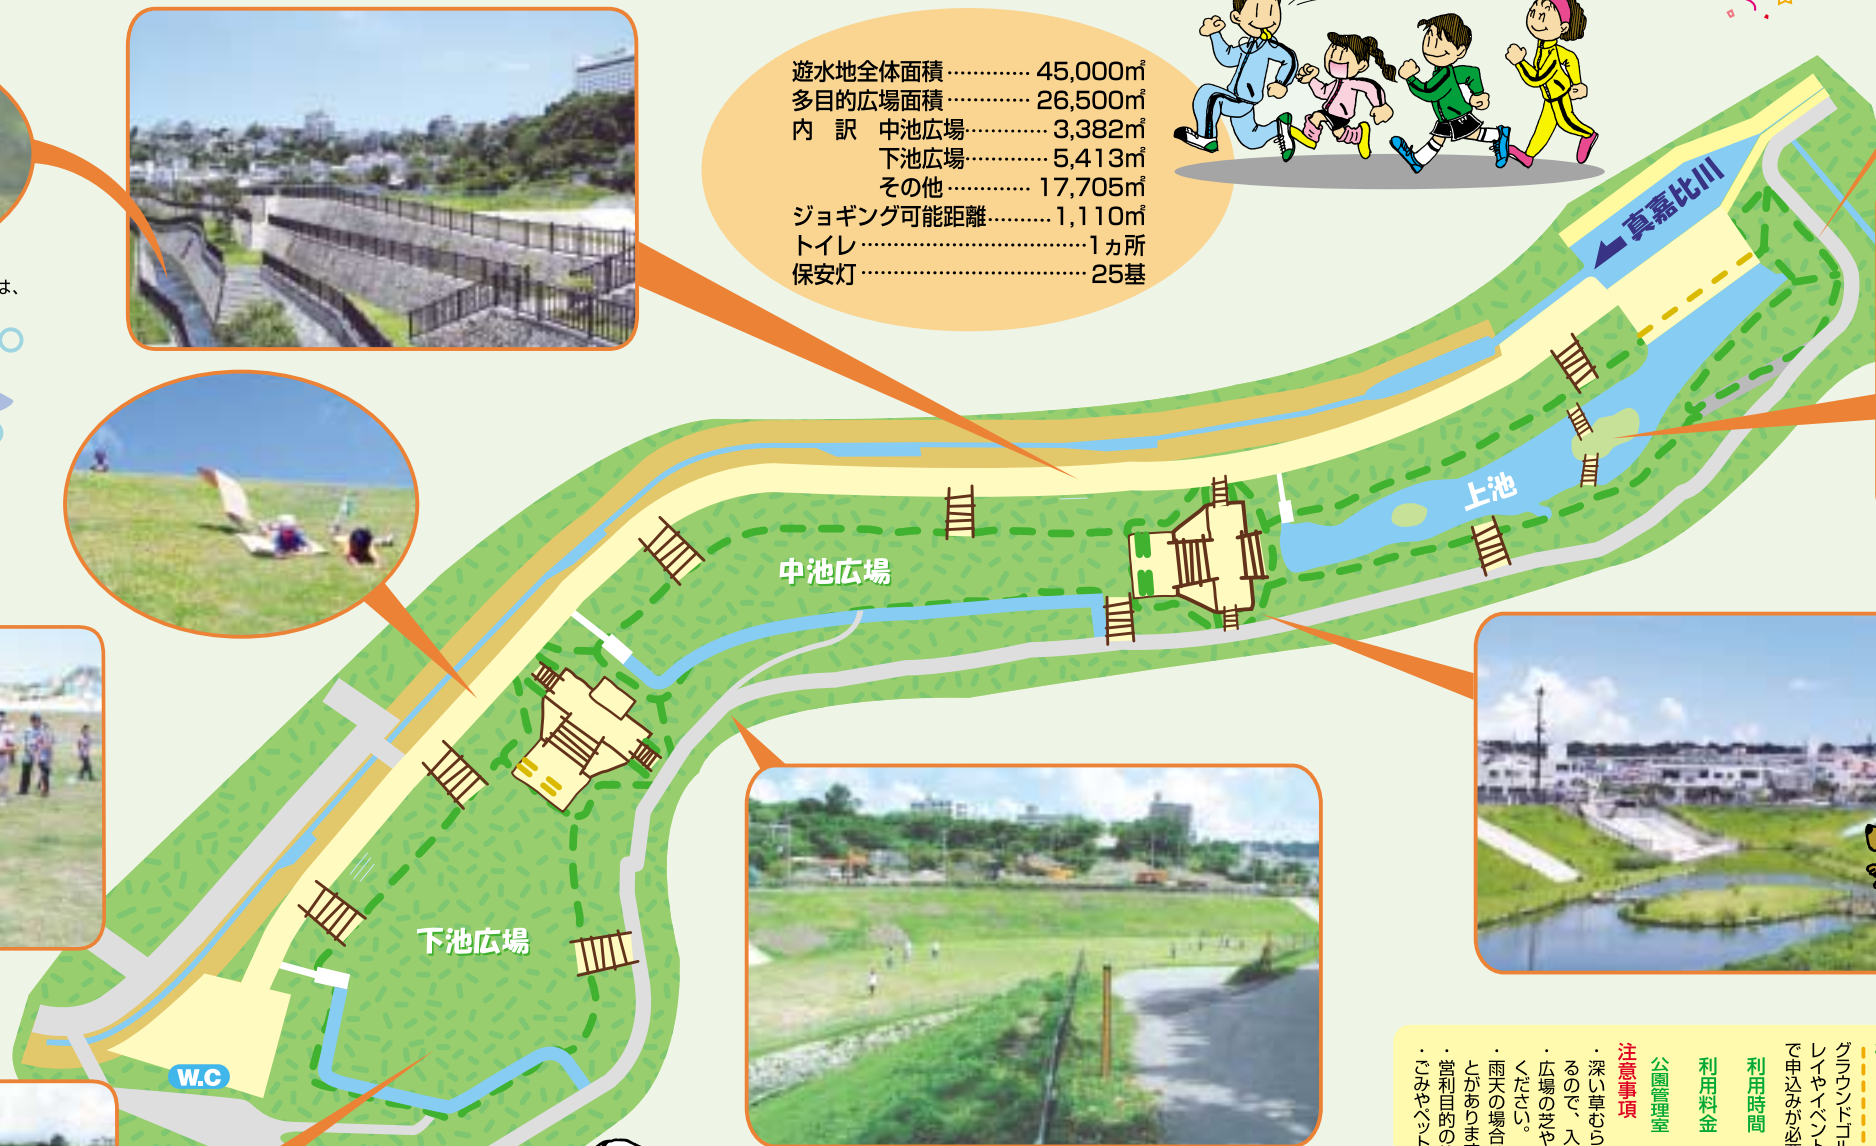 遊水地全体面積………… 45,000㎡
多目的広場面積………… 26,500㎡
内 訳 中池広場………… 3,382㎡
下池広場………… 5,413㎡
その他………… 17,705㎡
ジョギング可能距離………1,110㎡
トイレ……………………………1ヵ所
保安灯…………………………… 25基
は、
真嘉比川
上池
中池広場
下池広場
W.C
グラウンドゴル
レイやイベント
で申込みが必要
利用時間
利用料金
公園管理室
注意事項
・深い草むら
るので、入
・広場の芝や
ください。
・雨天の場合
とがあります
・営利目的の
・ごみやペット